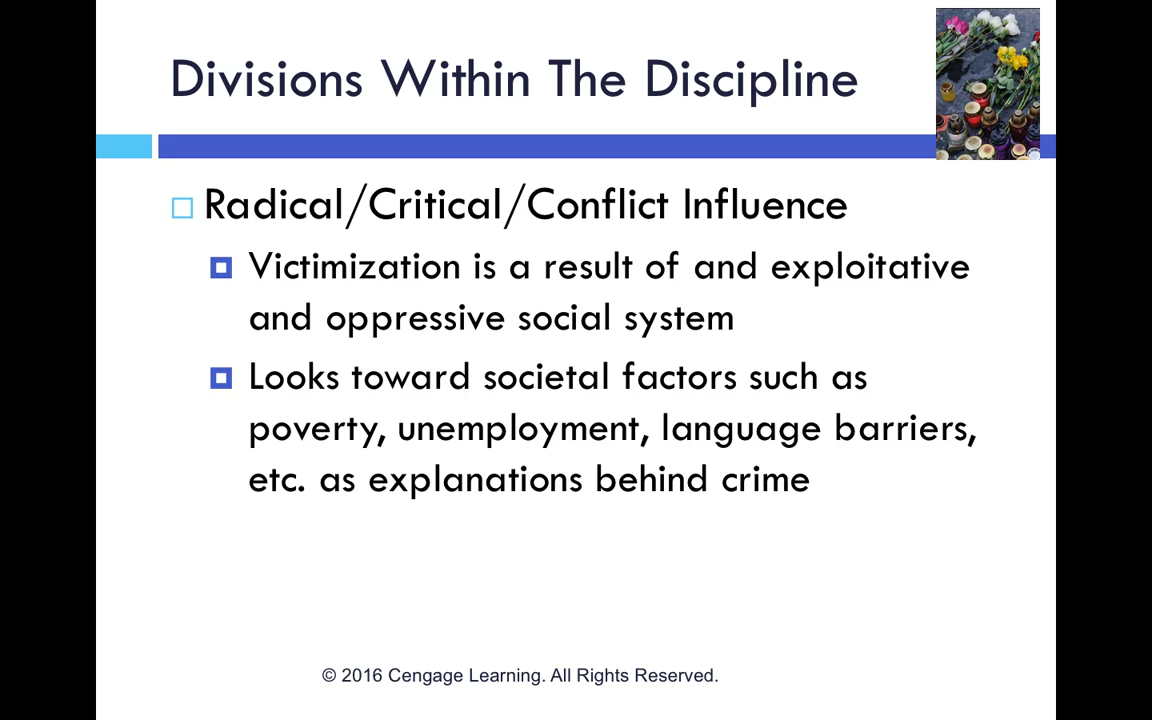 Divisions Within The Discipline
Radical/Critical/Conflict Influence
Victimization is a result of and exploitative
and oppressive social system
Looks toward societal factors such as
poverty, unemployment, language barriers,
etc. as explanations behind crime
© 2016 Cengage Learning. All Rights Reserved.